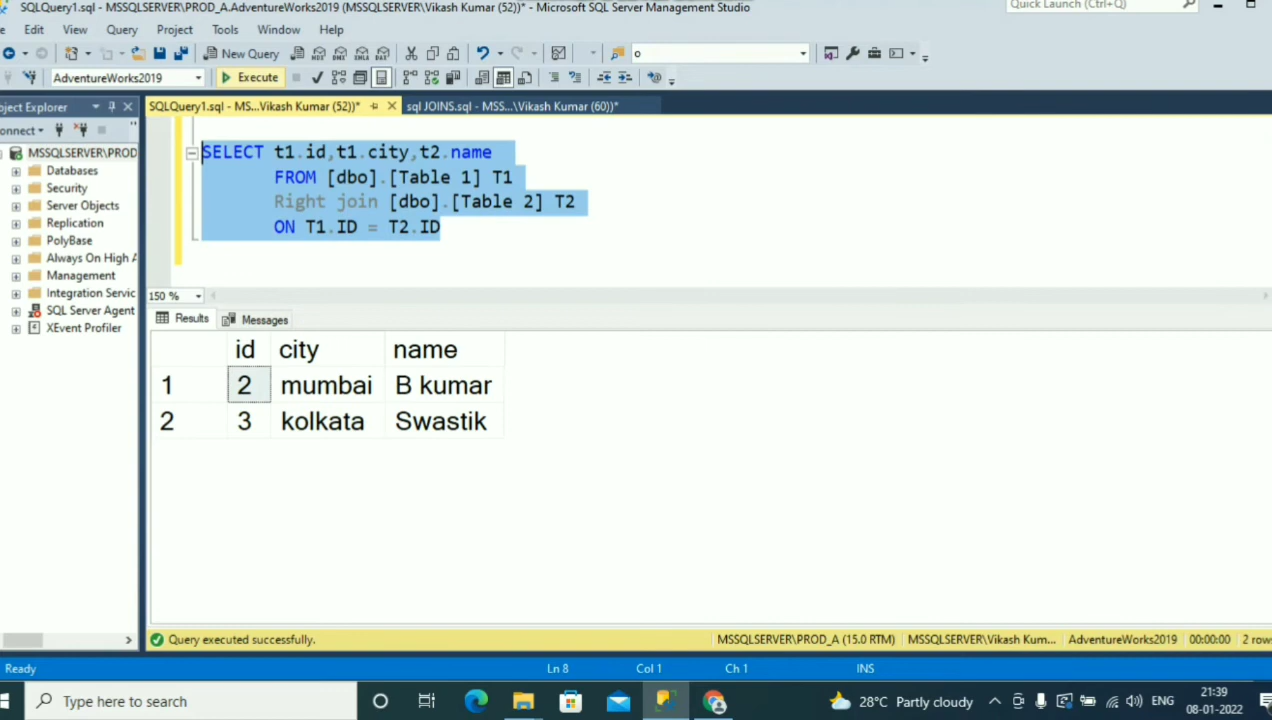 SQLQuery1.sql - MSSQLSERVER\PROD_A.AdventureWorks2019 (MSSQLSERVER\Vikash Kumar (52))* - Microsoft SQL Server Management Studio
Quick Launch (Ctrl+Q)
Edit View Query Project Tools Window Help
New Query
o
AdventureWorks2019
Execute
ject Explorer
SQLQuery1.sql - MS...Vikash Kumar (52))*
sql JOINS.sql - MSS...\Vikash Kumar (60))*
onnect
MSSQLSERVER\PROD
Databases
Security
Server Objects
Replication
PolyBase
Always On High A
Management
Integration Servic
SQL Server Agent
XEvent Profiler
SELECT t1.id,t1.city,t2.name
FROM [dbo].[Table 1] T1
Right join [dbo].[Table 2] T2
ON T1.ID = T2.ID
150 %
Results Messages
id city name
1 2 mumbai B kumar
2 3 kolkata Swastik
Query executed successfully.
MSSQLSERVER\PROD_A (15.0 RTM) MSSQLSERVER\Vikash Kum... AdventureWorks2019 00:00:00 2 row
Ready Ln 8 Col 1 Ch 1 INS
Type here to search
28°C Partly cloudy
ENG
21:39
08-01-2022